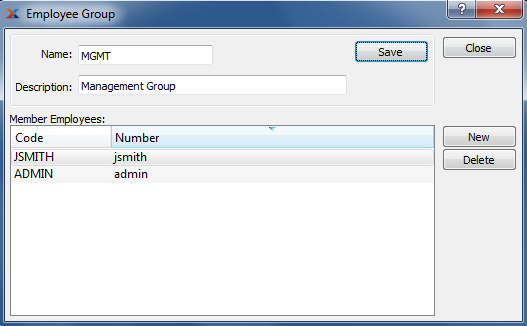 Employee Group
?
Name: MGMT Save Close
Description: Management Group
Member Employees:
Code Number New
JSMITH jsmith Delete
ADMIN admin